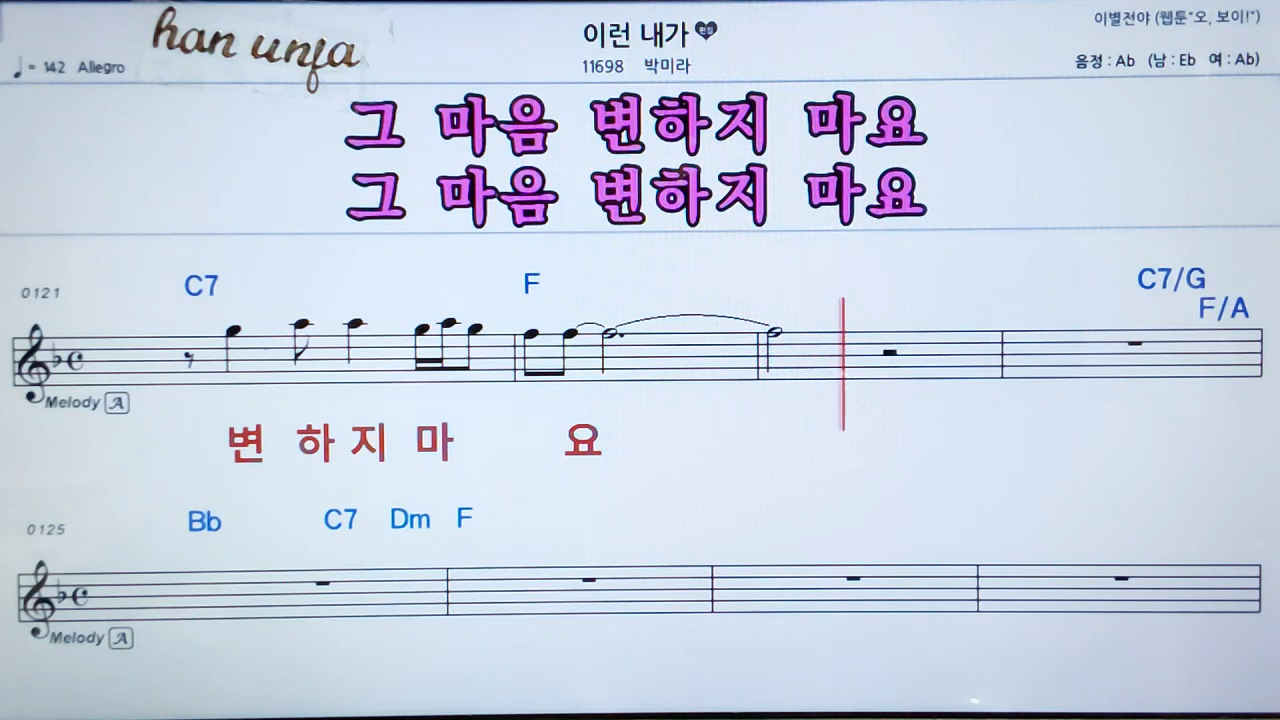 han unja
이런 내가
이별전야 (웹툰"오, 보이!")
♩ = 142 Allegro
11698 박미라
음정 : Ab (남 : Eb 여 : Ab)
그 마음 변하지 마요
그 마음 변하지 마요
0121 C7 F C7/G
F/A
Melody A
변 하 지 마 요
0125 Bb C7 Dm F
Melody A